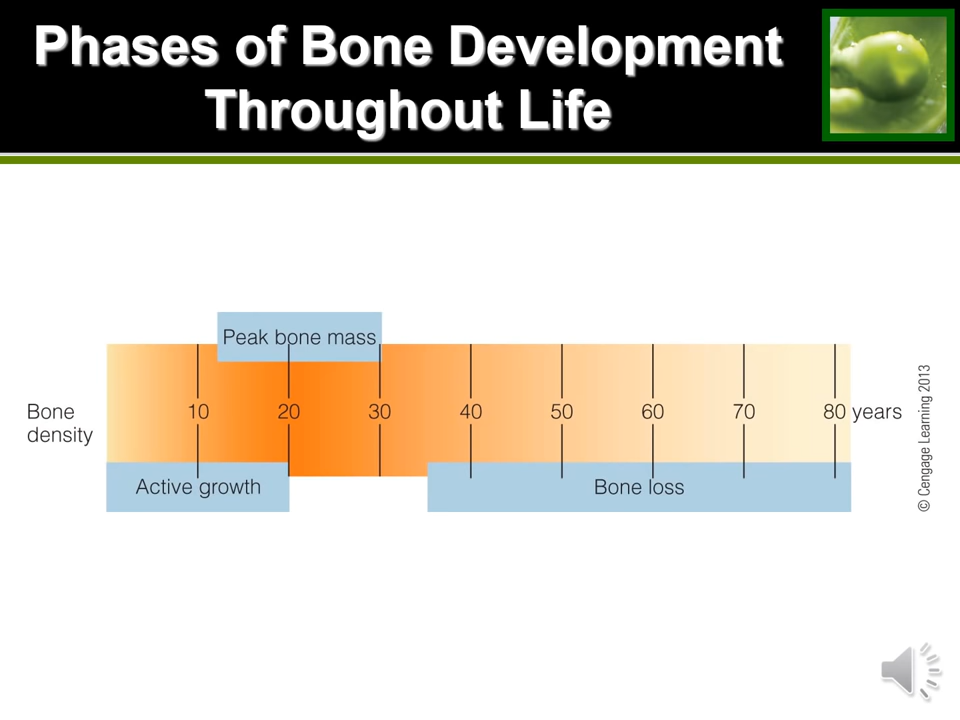 Phases of Bone Development
Throughout Life
Peak bone mass
Bone
density
10 20 30 40 50 60 70 80 years
Active growth
Bone loss
© Cengage Learning 2013